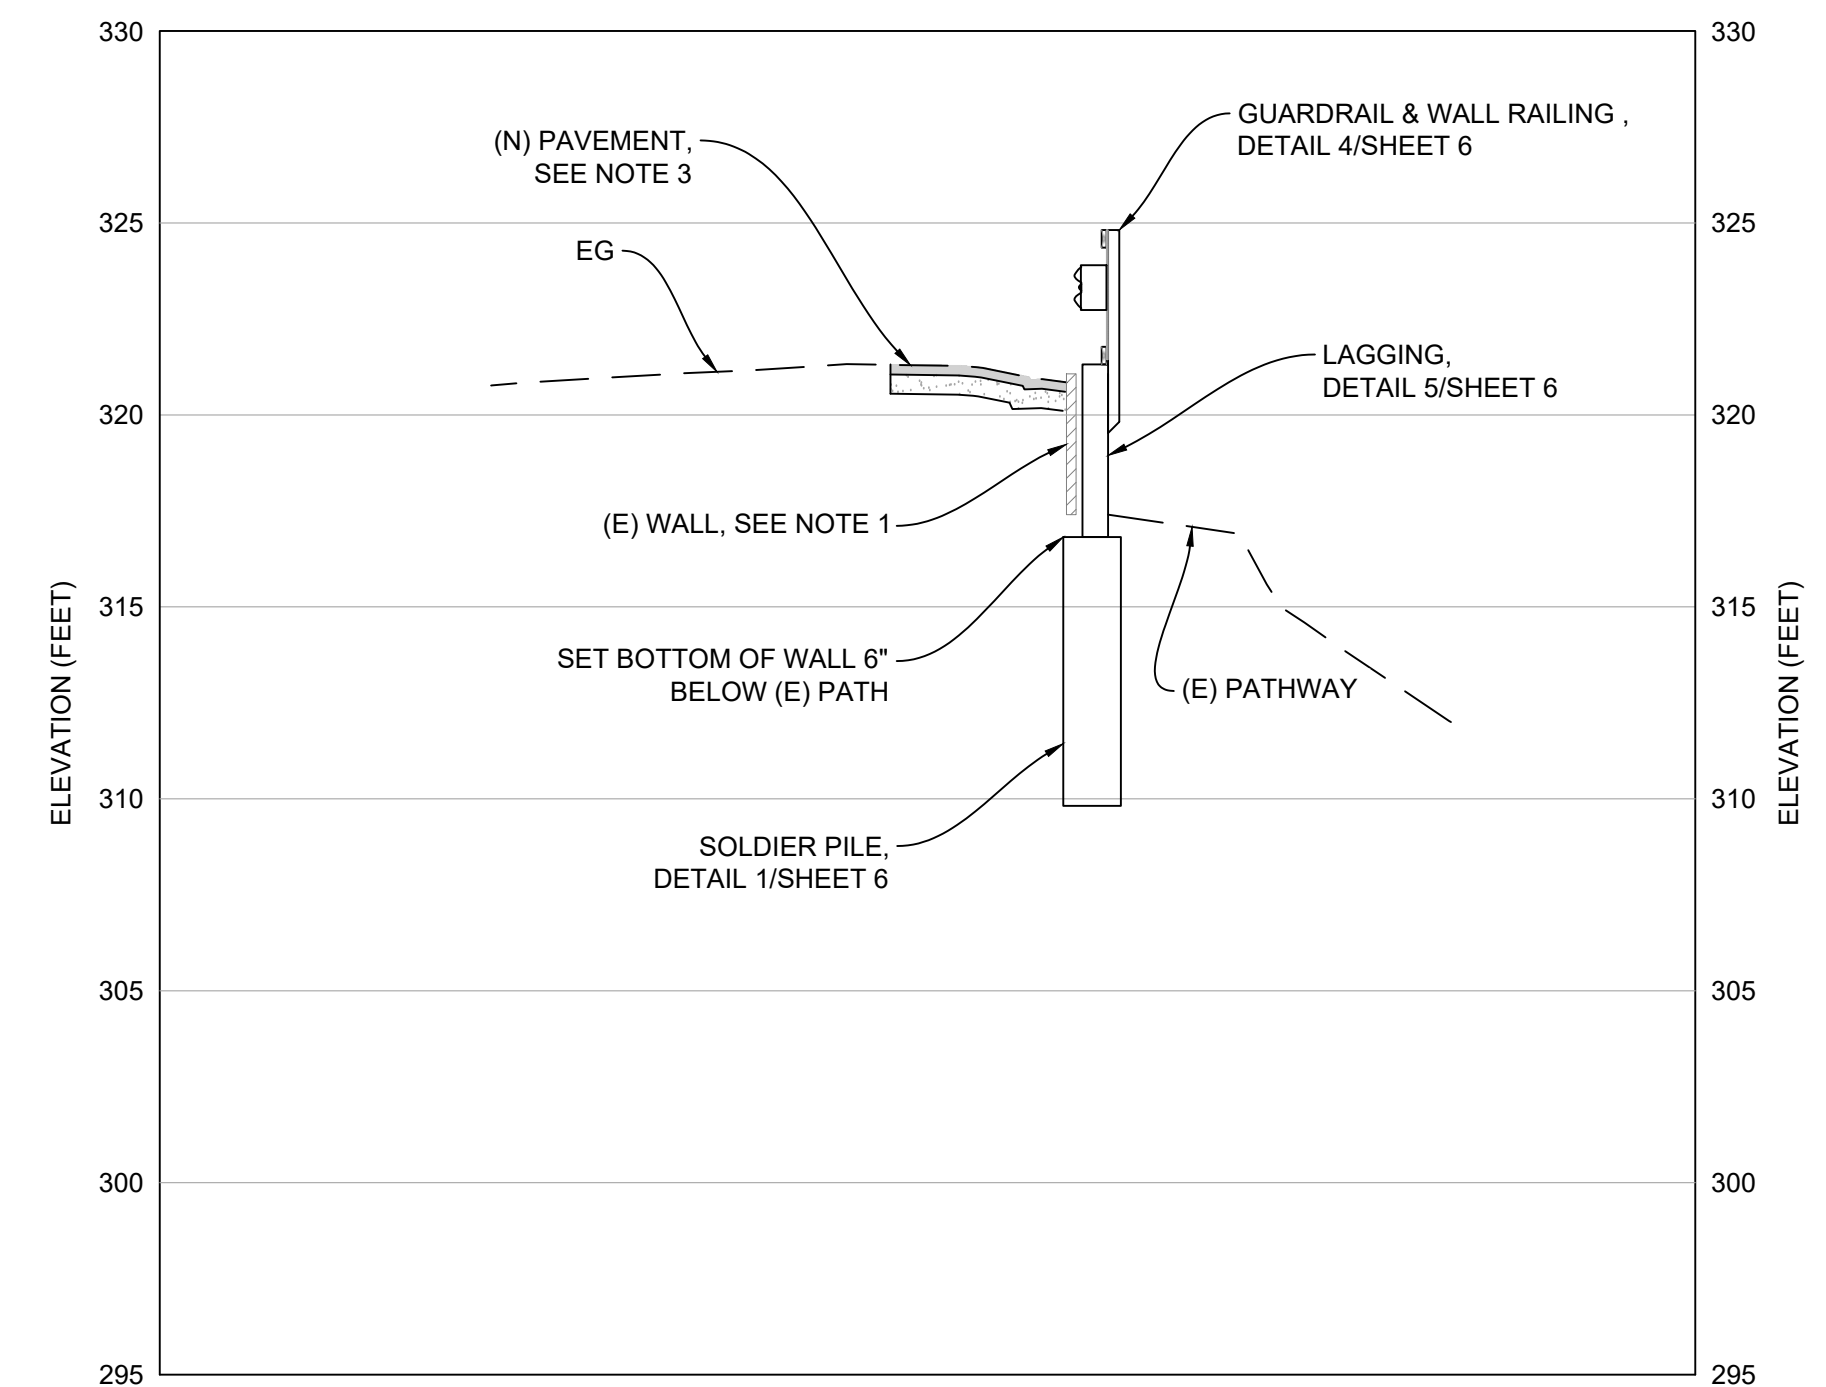 330
330
GUARDRAIL & WALL RAILING ,
DETAIL 4/SHEET 6
(N) PAVEMENT,
SEE NOTE 3
325
325
EG
LAGGING,
DETAIL 5/SHEET 6
320
320
(E) WALL, SEE NOTE 1
315
315
SET BOTTOM OF WALL 6"
BELOW (E) PATH
(E) PATHWAY
ELEVATION (FEET)
ELEVATION (FEET)
310
310
SOLDIER PILE,
DETAIL 1/SHEET 6
305
305
300
300
295
295